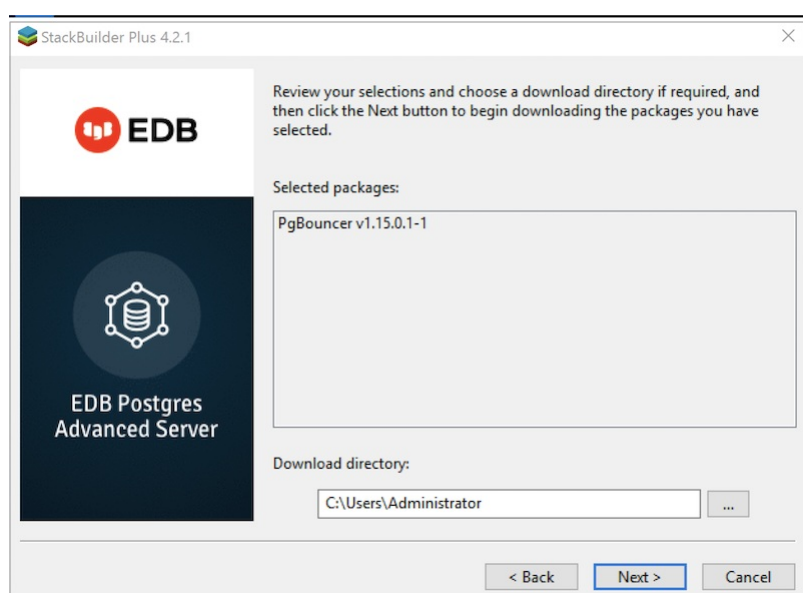 StackBuilder Plus 4.2.1
EDB
EDB Postgres
Advanced Server
Review your selections and choose a download directory if required, and
then click the Next button to begin downloading the packages you have
selected.
Selected packages:
PgBouncer v1.15.0.1-1
Download directory:
C:\Users\Administrator
...
< Back
Next >
Cancel